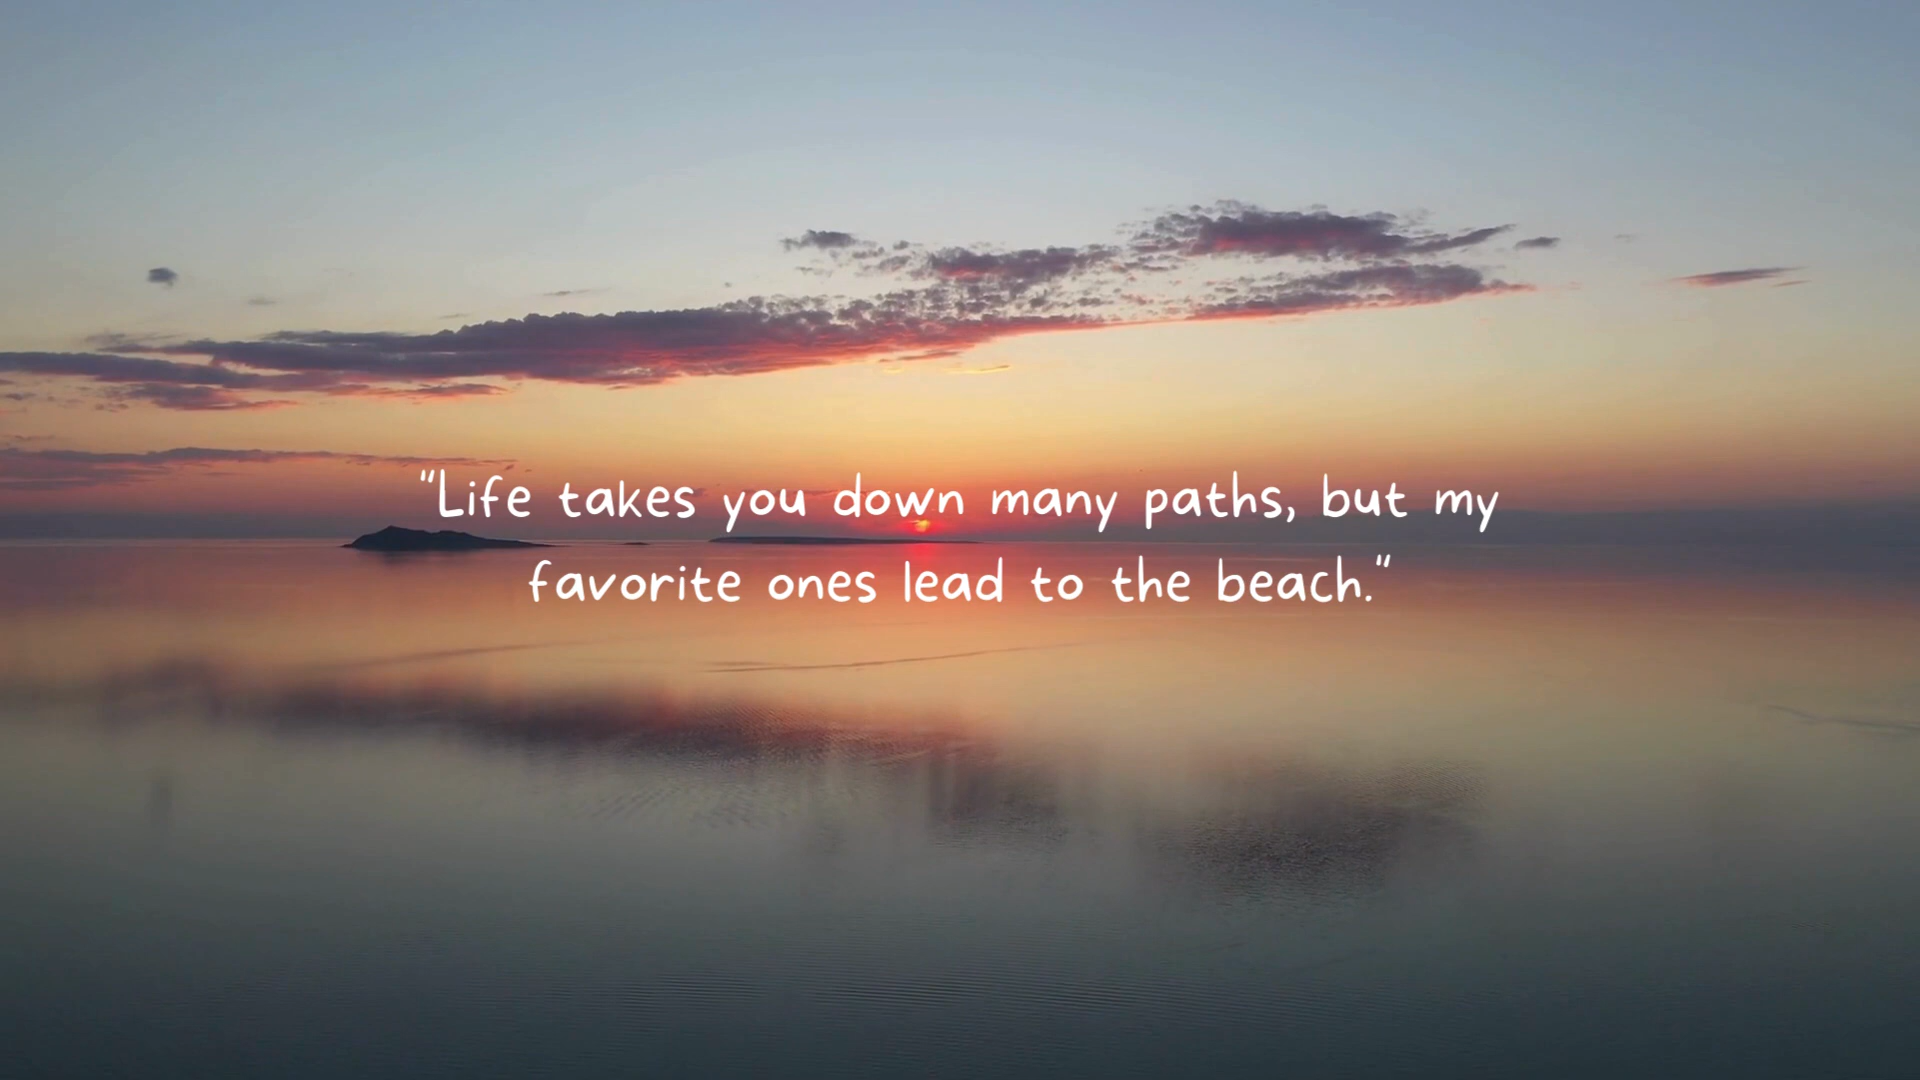 "Life takes you down many paths, but my
favorite ones lead to the beach."